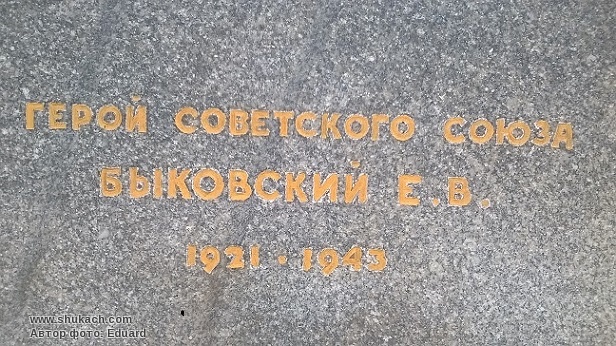 ГЕРОЙ СОВЕТСКОГО СОЮЗА
БЫКОВСКИЙ Е.В.
1921 · 1943
www.shukach.com
Автор фото: Eduard